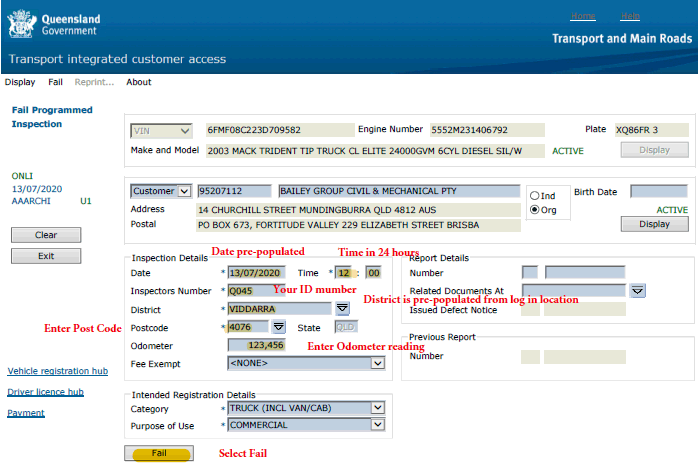 Queensland
Government
Home Item
Transport and Main Roads
Transport integrated customer access
Display Fail Reprint... About
Fail Programmed
Inspection
VIN 6FMF08C223D709582 Engine Number 5552M231406792 Plate XQ86FR 3
Make and Model 2003 MACK TRIDENT TIP TRUCK CL ELITE 24000GVM 6CYL DIESEL SIL/W ACTIVE Display
ONLI
13/07/2020
AAARCHI U1
Clear
Exit
Customer 95207112 BAILEY GROUP CIVIL & MECHANICAL PTY Ind Org Birth Date
Address 14 CHURCHILL STREET MUNDINGBURRA QLD 4812 AUS ACTIVE
Postal PO BOX 673, FORTITUDE VALLEY 229 ELIZABETH STREET BRISBA Display
Date pre-populated Time in 24 hours
Inspection Details
Date * 13/07/2020 Time * 12 : 00
Your ID mumber
Inspectors Number * Q045
District is pre-populated from log in location
District * VIDDARRA
Enter Post Code
Postcode * 4076 State QLD
Odometer 123,456 Enter Odometer reading
Fee Exempt <NONE>
Report Details
Number
Related Documents At
Issued Defect Notice
Previous Report
Number
Vehicle registration hub
Driver licence hub
Payment
Intended Registration Details
Category * TRUCK (INCL VAN/CAB)
Purpose of Use * COMMERCIAL
Fail Select Fail